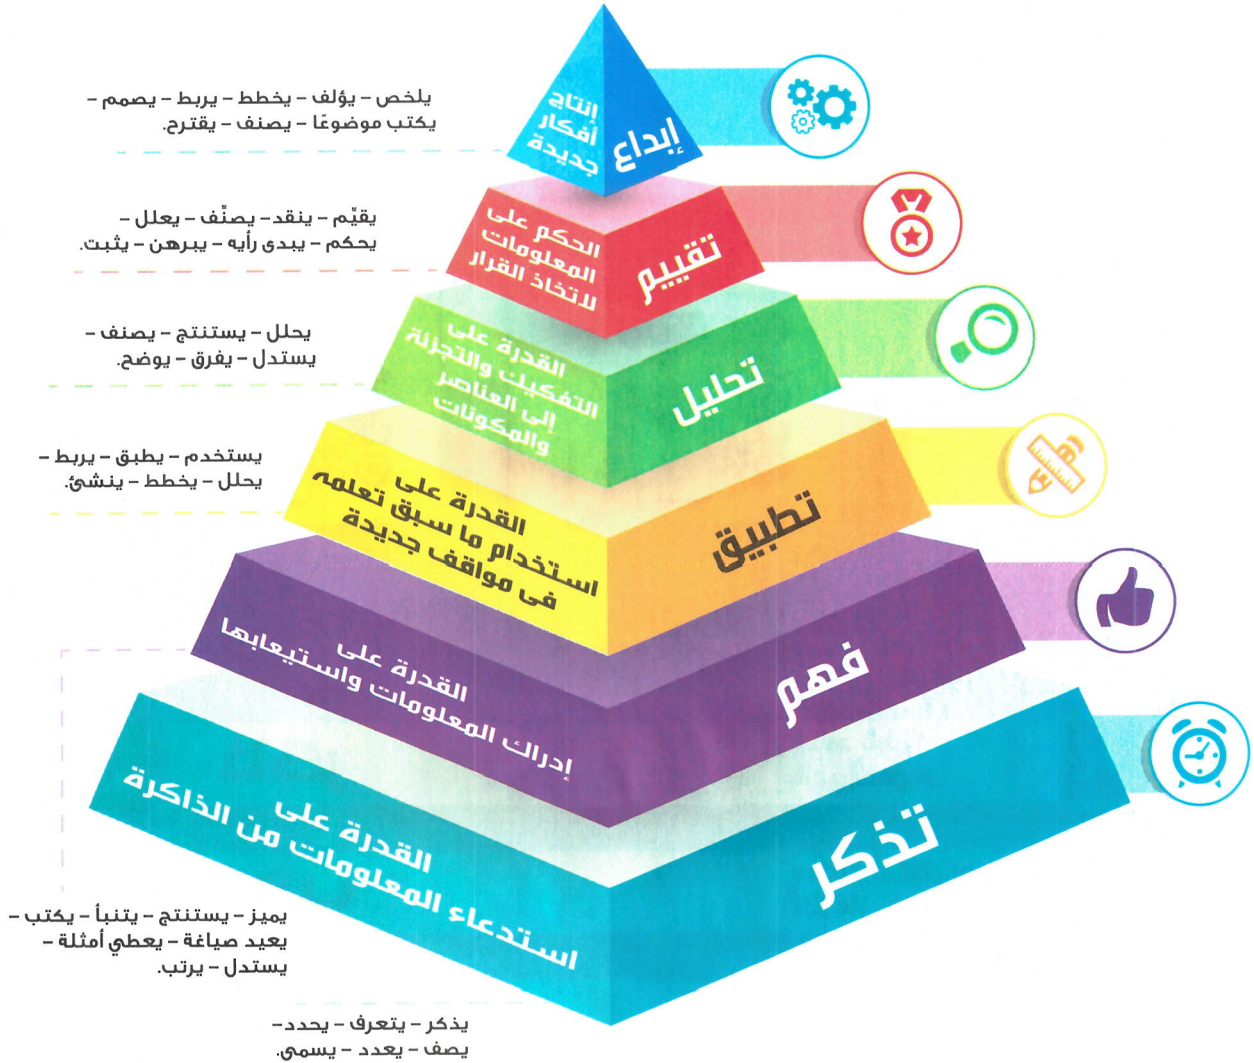 يلخص – يؤلف – يخطط – يربط – يصمم –
يكتب موضوعًا – يصنف – يقترح.
إنتاج
أفكار
جديدة
إبداع
يقيِّم – ينقد – يصنِّف – يعلل –
يحكم – يبدى رأيه – يبرهن – يثبت.
الحكم على
المعلومات
لاتخاذ القرار
تقييم
يحلل – يستنتج – يصنف –
يستدل – يفرق – يوضح.
القدرة على
التفكيك والتجزئة
إلى العناصر
والمكونات
تحليل
يستخدم – يطبق – يربط –
يحلل – يخطط – ينشئ.
القدرة على
استخدام ما سبق تعلمه
فى مواقف جديدة
تطبيق
القدرة على
إدراك المعلومات واستيعابها
فهم
القدرة على
استدعاء المعلومات من الذاكرة
تذكر
يميز – يستنتج – يتنبأ – يكتب –
يعيد صياغة – يعطي أمثلة –
يستدل – يرتب.
يذكر – يتعرف – يحدد–
يصف – يعدد – يسمى.